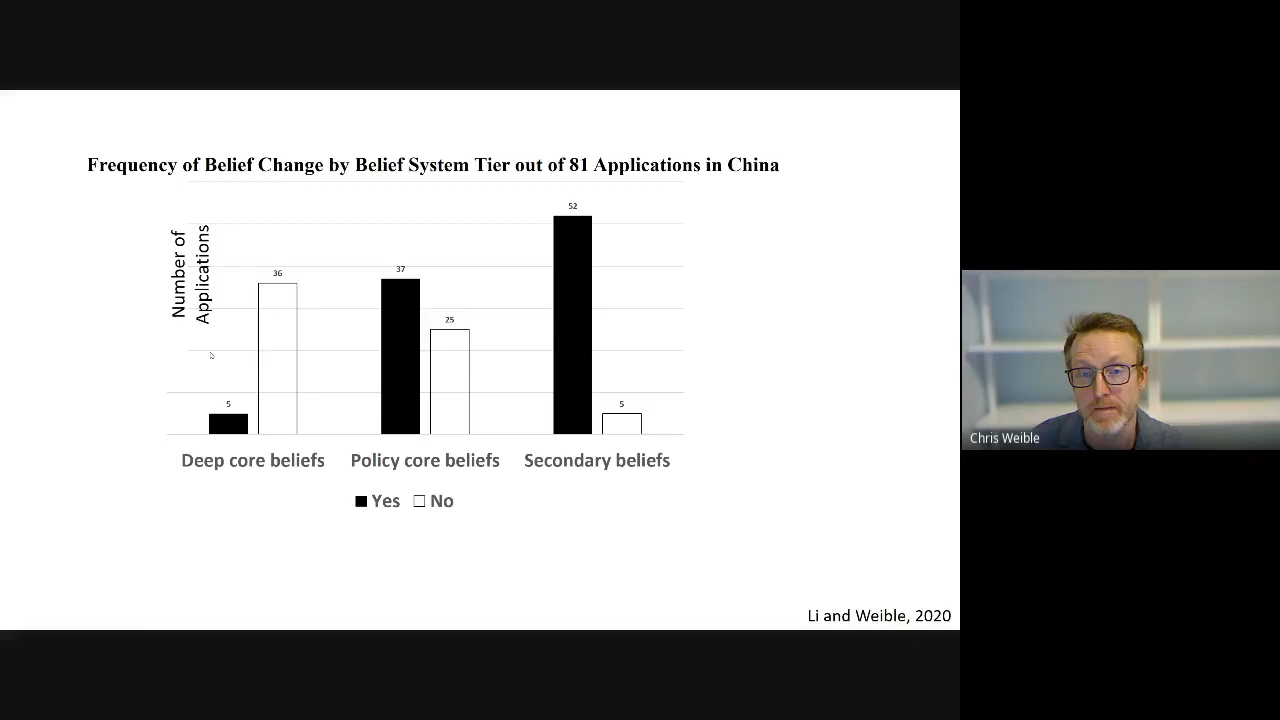 Frequency of Belief Change by Belief System Tier out of 81 Applications in China
Number of
Applications
5
36
37
25
52
5
Deep core beliefs
Policy core beliefs
Secondary beliefs
Yes
No
Li and Weible, 2020
Chris Weible